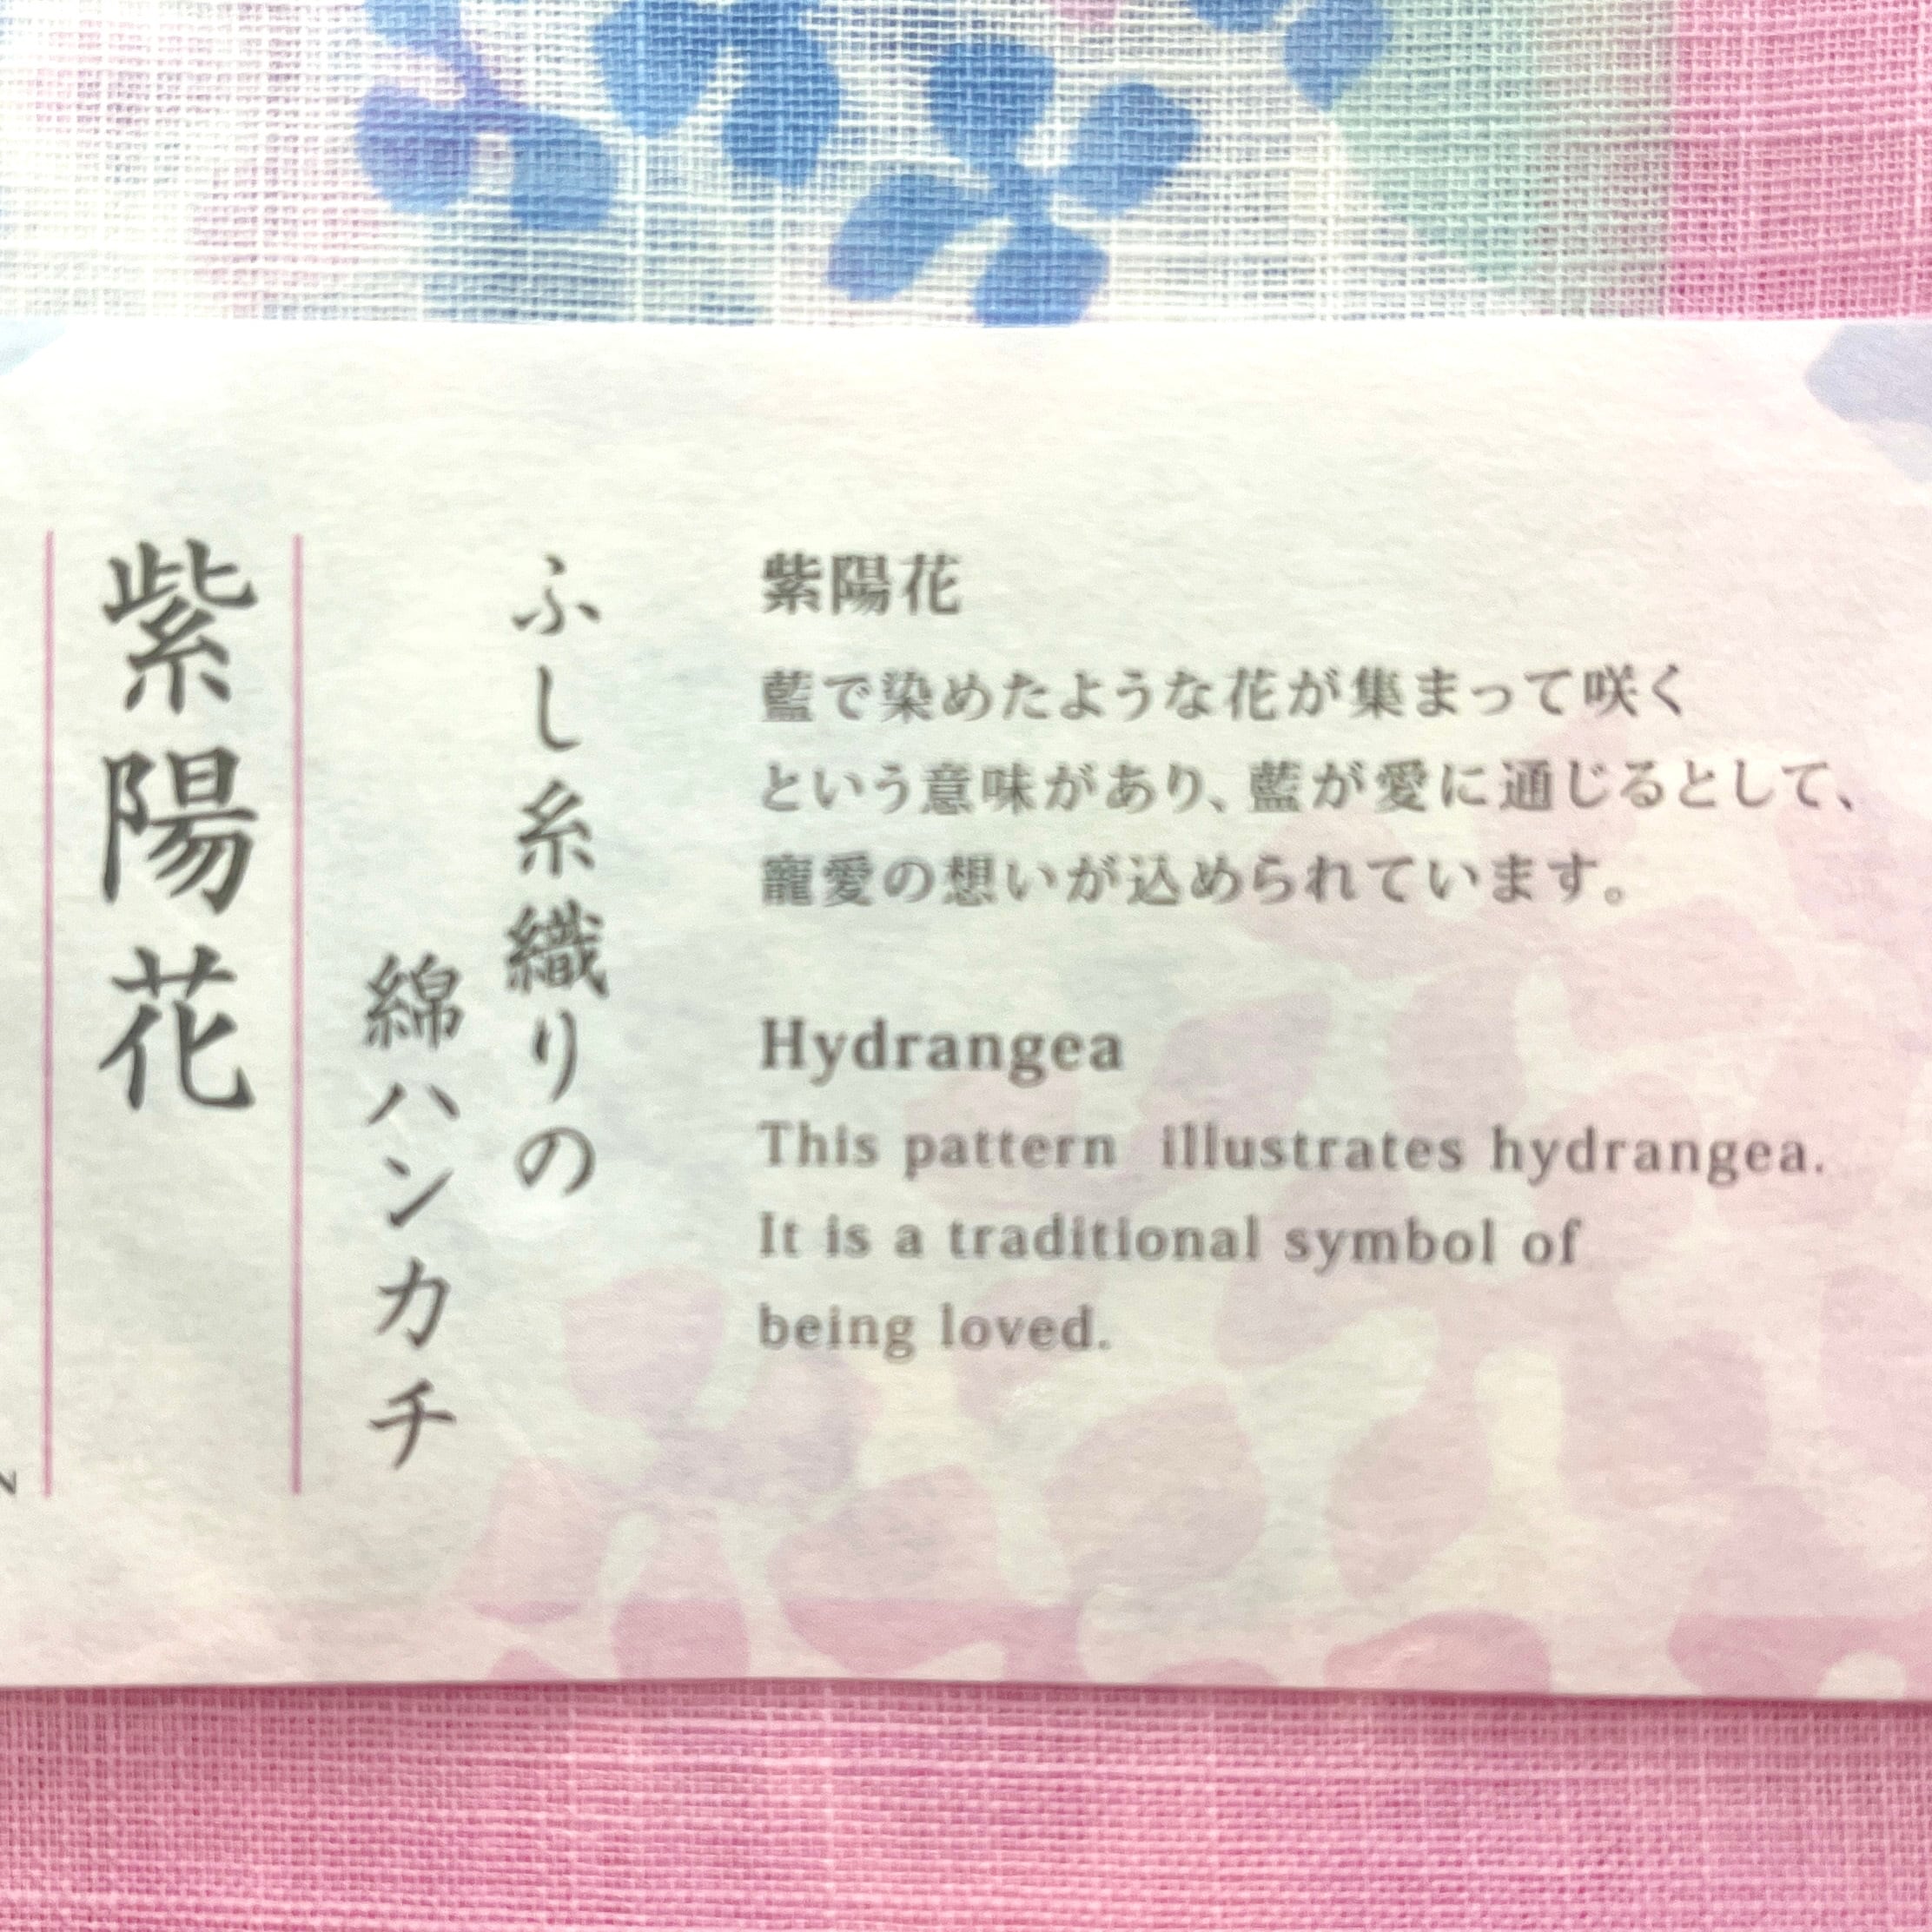 紫陽花
ふし糸織りの
綿ハンカチ
紫陽花
藍で染めたような花が集まって咲く
という意味があり、藍が愛に通じるとして、
寵愛の想いが込められています。
Hydrangea
This pattern illustrates hydrangea.
It is a traditional symbol of
being loved.